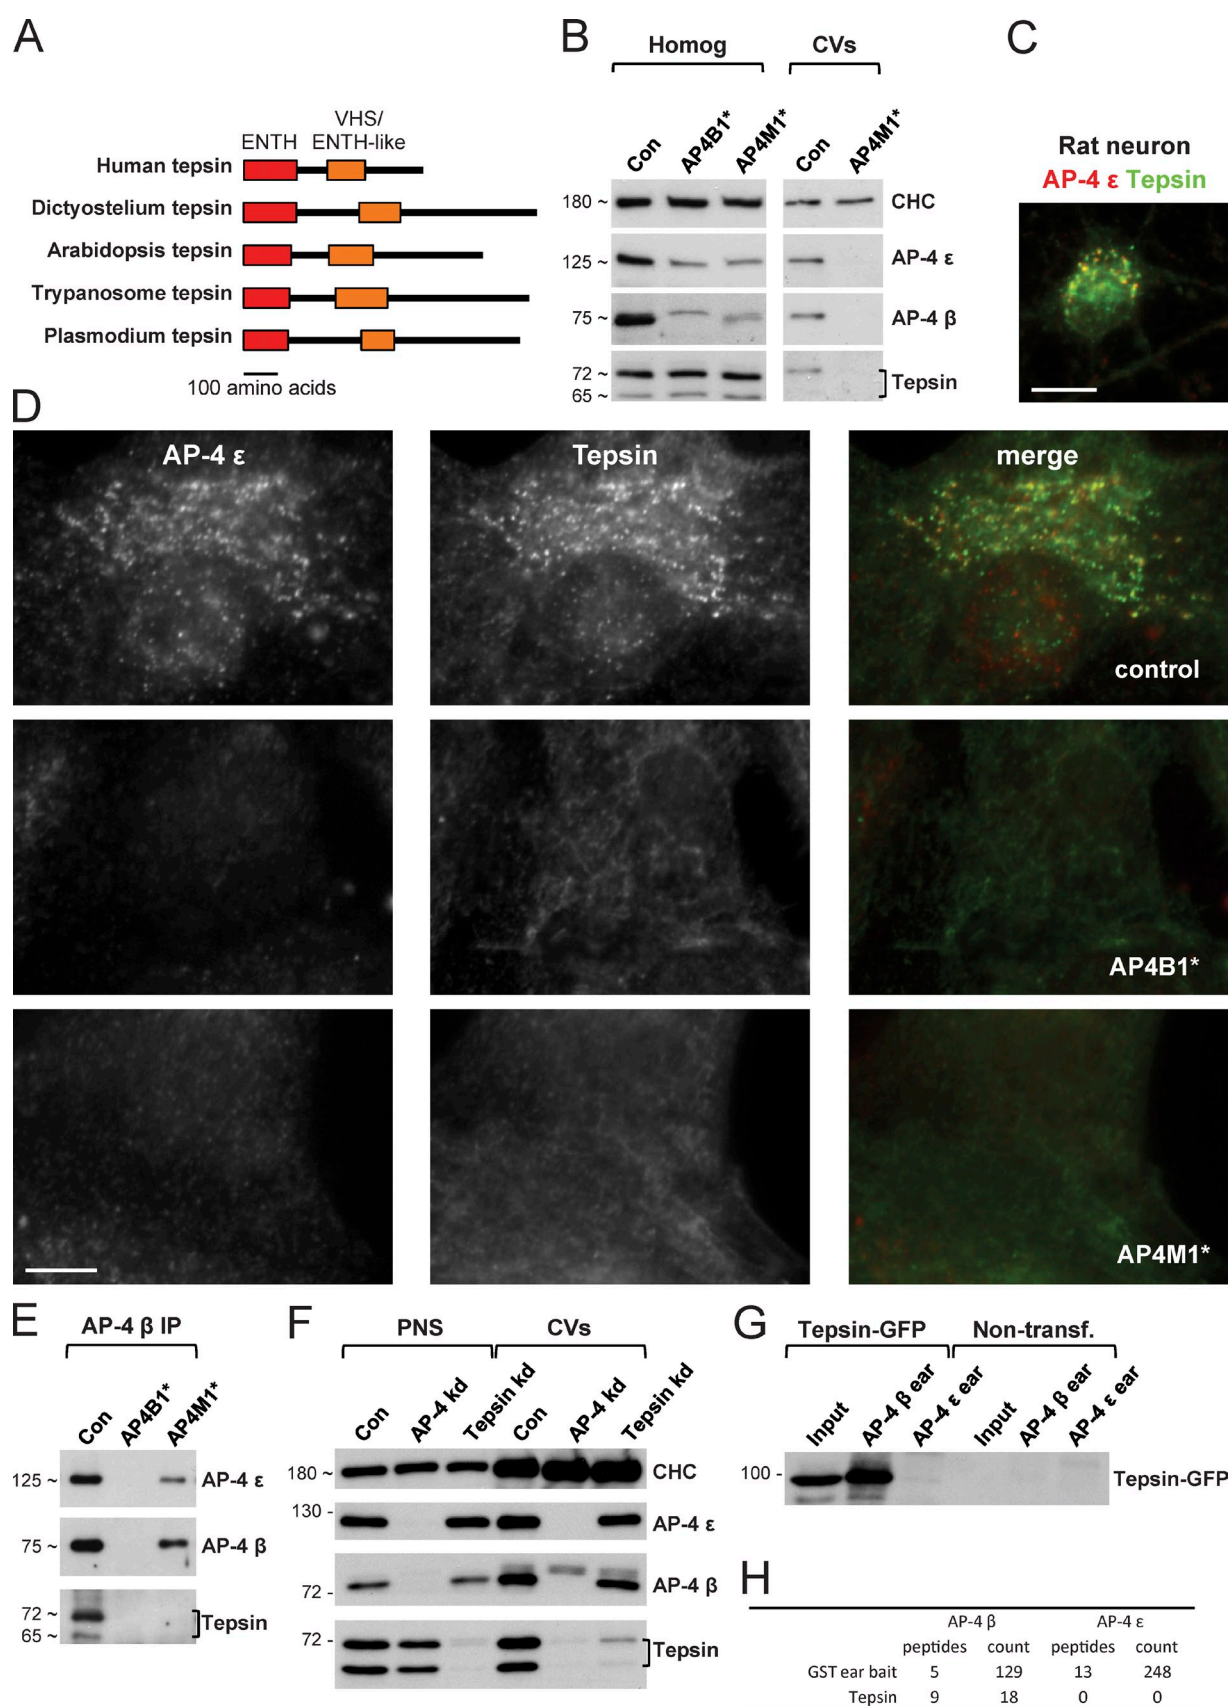 A
VHS/
ENTH ENTH-like
Human tepsin
Dictyostelium tepsin
Arabidopsis tepsin
Trypanosome tepsin
Plasmodium tepsin
100 amino acids
B
Homog CVs
Con AP4B1* AP4M1* Con AP4M1*
180 ~ CHC
125 ~ AP-4 ε
75 ~ AP-4 β
72 ~
65 ~ Tepsin
C
Rat neuron
AP-4 ε Tepsin
D
AP-4 ε Tepsin merge
control
AP4B1*
AP4M1*
E
AP-4 β IP
Con AP4B1* AP4M1*
125 ~ AP-4 ε
75 ~ AP-4 β
72 ~
65 ~ Tepsin
F
PNS CVs
Con AP-4 kd Tepsin kd Con AP-4 kd Tepsin kd
180 ~ CHC
130 -
AP-4 ε
72 - AP-4 β
72 - Tepsin
G
Tepsin-GFP Non-transf.
Input AP-4 β ear AP-4 ε ear Input AP-4 β ear AP-4 ε ear
100 - Tepsin-GFP
H
AP-4 β AP-4 ε
peptides count peptides count
GST ear bait 5 129 13 248
Tepsin 9 18 0 0